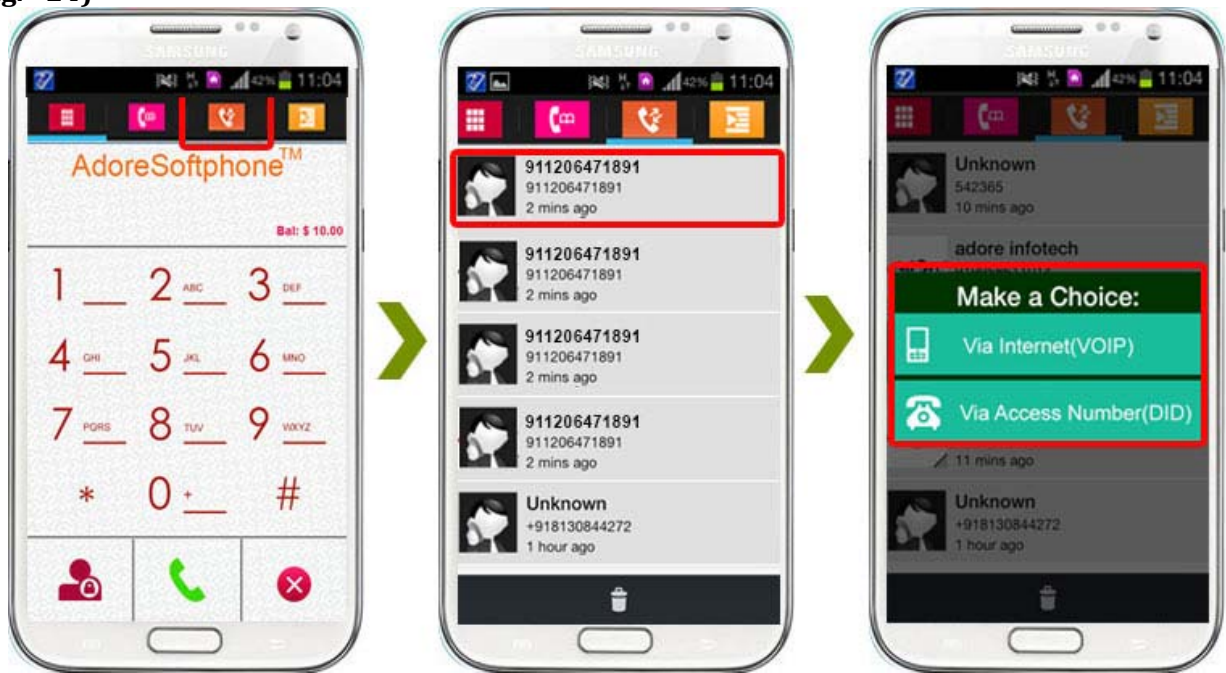 SAMSUNG
42% 11:04
AdoreSoftphone™
Bal: $ 10.00
1 2 ABC 3 DEF
4 GHI 5 JKL 6 MNO
7 PQRS 8 TUV 9 WXYZ
* 0 + #
SAMSUNG
42% 11:04
911206471891
911206471891
2 mins ago
911206471891
911206471891
2 mins ago
911206471891
911206471891
2 mins ago
911206471891
911206471891
2 mins ago
Unknown
+918130844272
1 hour ago
SAMSUNG
42% 11:04
Unknown
542365
10 mins ago
adore infotech
Make a Choice:
Via Internet(VOIP)
Via Access Number(DID)
11 mins ago
Unknown
+918130844272
1 hour ago